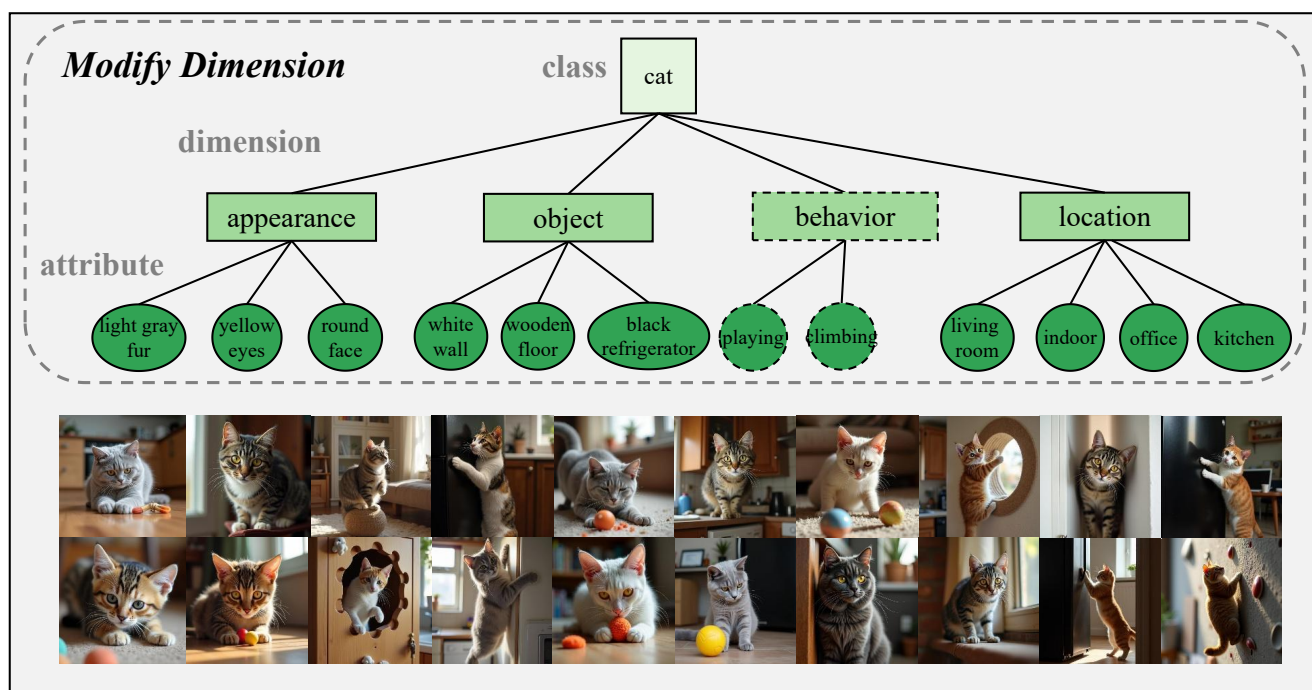 Modify Dimension
class
cat
dimension
appearance
object
behavior
location
attribute
light gray
fur
yellow
eyes
round
face
white
wall
wooden
floor
black
refrigerator
playing
climbing
living
room
indoor
office
kitchen